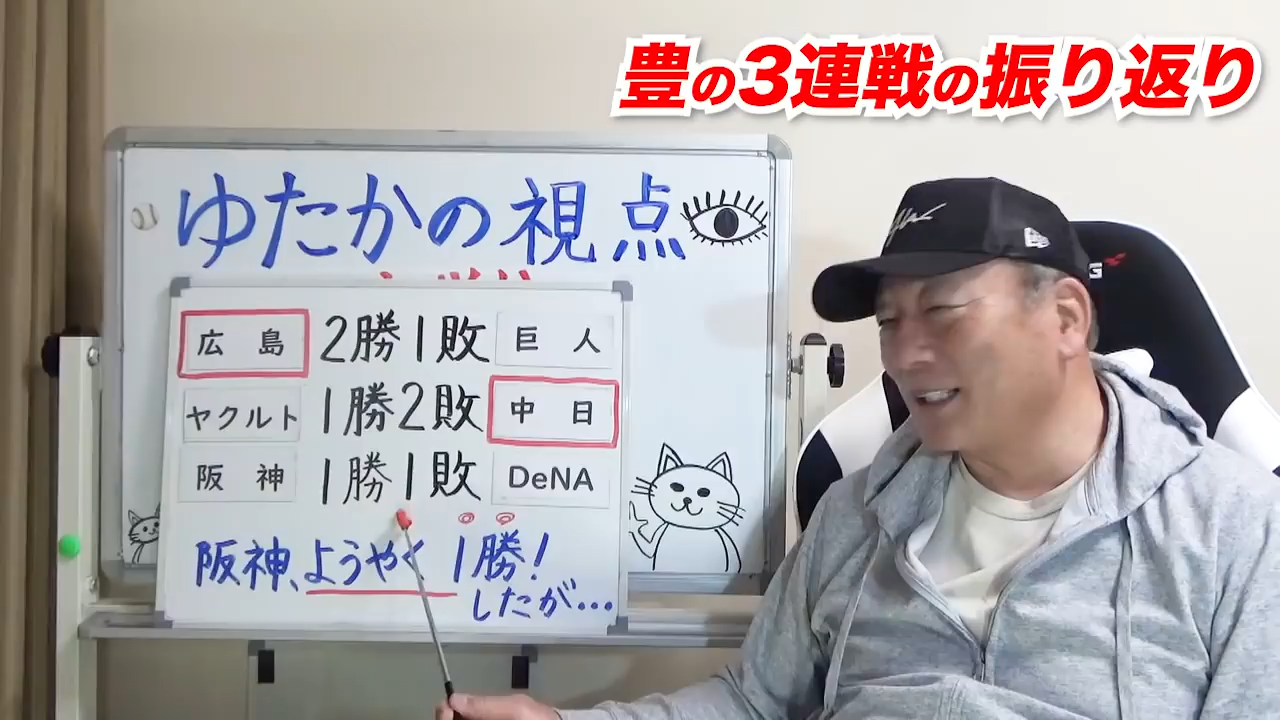 豊の3連戦の振り返り
ゆたかの視点
広島 2勝1敗 巨人
ヤクルト 1勝2敗 中日
阪神 1勝1敗 DeNA
阪神、ようやく1勝!
したが…